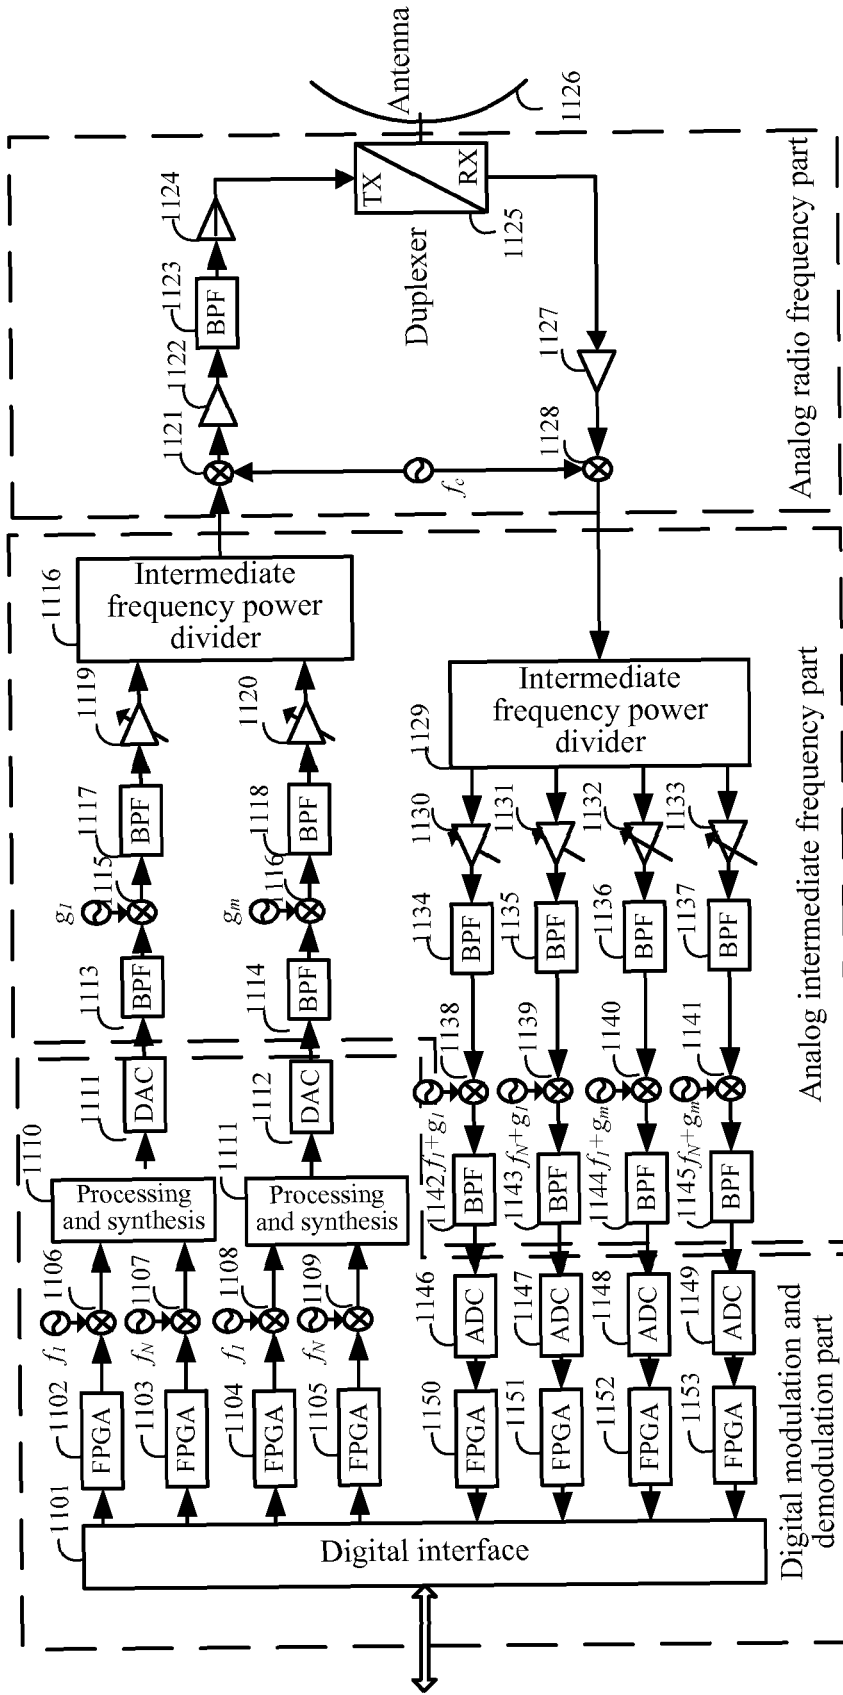 1101
Digital interface
1102
FPGA
f1
1106
1103
FPGA
fN
1107
1104
FPGA
f1
1108
1105
FPGA
fN
1109
1110
Processing
and synthesis
1111
Processing
and synthesis
1111
DAC
1112
DAC
1113
BPF
g1
1115
1117
BPF
1119
1114
BPF
gm
1116
1118
BPF
1120
1116
Intermediate
frequency power
divider
1121
1122
1123
BPF
1124
fc
TX
RX
1125
Duplexer
Antenna
1126
1127
1128
Analog radio frequency part
1129
Intermediate
frequency power
divider
1130
1131
1132
1133
1134
BPF
1135
BPF
1136
BPF
1137
BPF
1138
1139
1140
1141
f1+g1
fN+g1
f1+gm
fN+gm
1142
BPF
1143
BPF
1144
BPF
1145
BPF
Analog intermediate frequency part
1146
ADC
1147
ADC
1148
ADC
1149
ADC
1150
FPGA
1151
FPGA
1152
FPGA
1153
FPGA
Digital modulation and
demodulation part